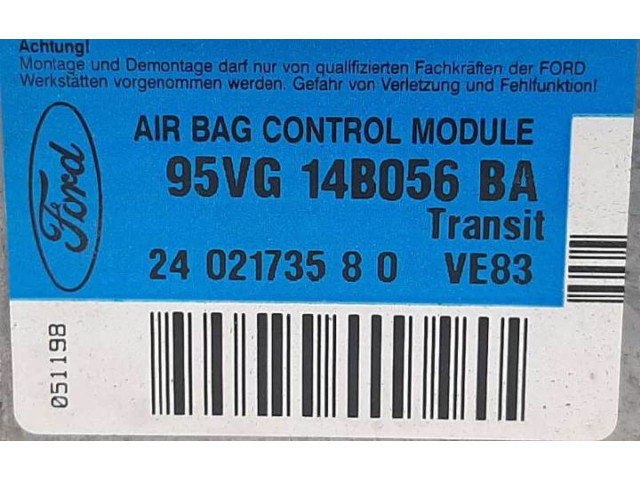 Achtung!
Montage und Demontage darf nur von qualifizierten Fachkräften der FORD
Werkstätten vorgenommen werden. Gefahr von Verletzung und Fehlfunktion!
Ford
AIR BAG CONTROL MODULE
95VG 14B056 BA
Transit
24 021735 8 0 VE83
051198